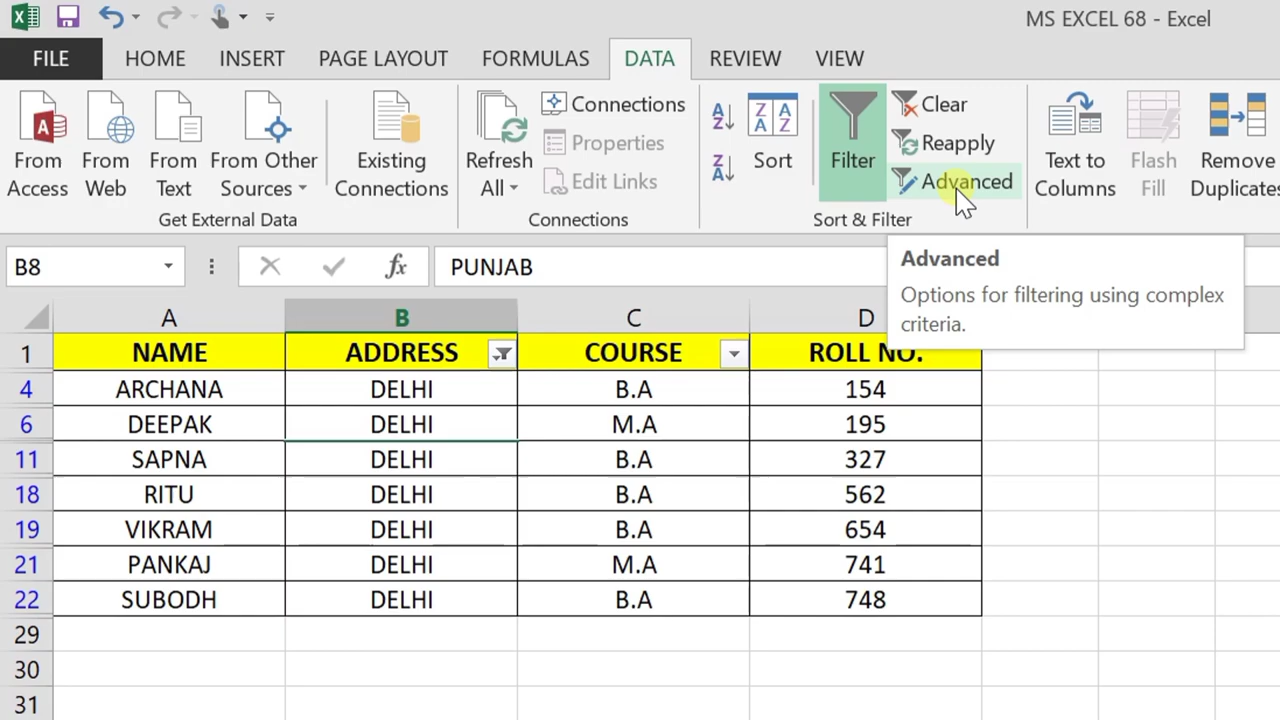 MS EXCEL 68 - Excel
FILE HOME INSERT PAGE LAYOUT FORMULAS DATA REVIEW VIEW
From Access
From Web
From Text
From Other Sources
Existing Connections
Get External Data
Refresh All
Connections
Properties
Edit Links
Connections
Sort
Filter
Clear
Reapply
Advanced
Sort & Filter
Text to Columns
Flash Fill
Remove Duplicates
B8 fx PUNJAB
Advanced
Options for filtering using complex
criteria.
A B C D
1 NAME ADDRESS COURSE ROLL NO.
4 ARCHANA DELHI B.A 154
6 DEEPAK DELHI M.A 195
11 SAPNA DELHI B.A 327
18 RITU DELHI B.A 562
19 VIKRAM DELHI B.A 654
21 PANKAJ DELHI M.A 741
22 SUBODH DELHI B.A 748
29
30
31